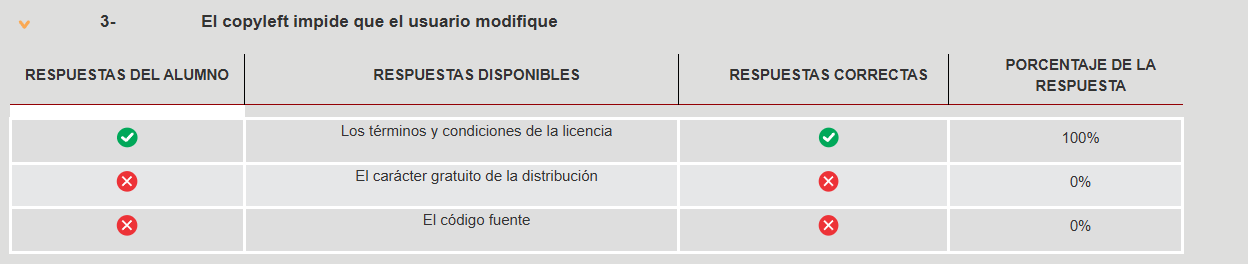 3- El copyleft impide que el usuario modifique
RESPUESTAS DEL ALUMNO RESPUESTAS DISPONIBLES RESPUESTAS CORRECTAS PORCENTAJE DE LA RESPUESTA
Los términos y condiciones de la licencia 100%
El carácter gratuito de la distribución 0%
El código fuente 0%